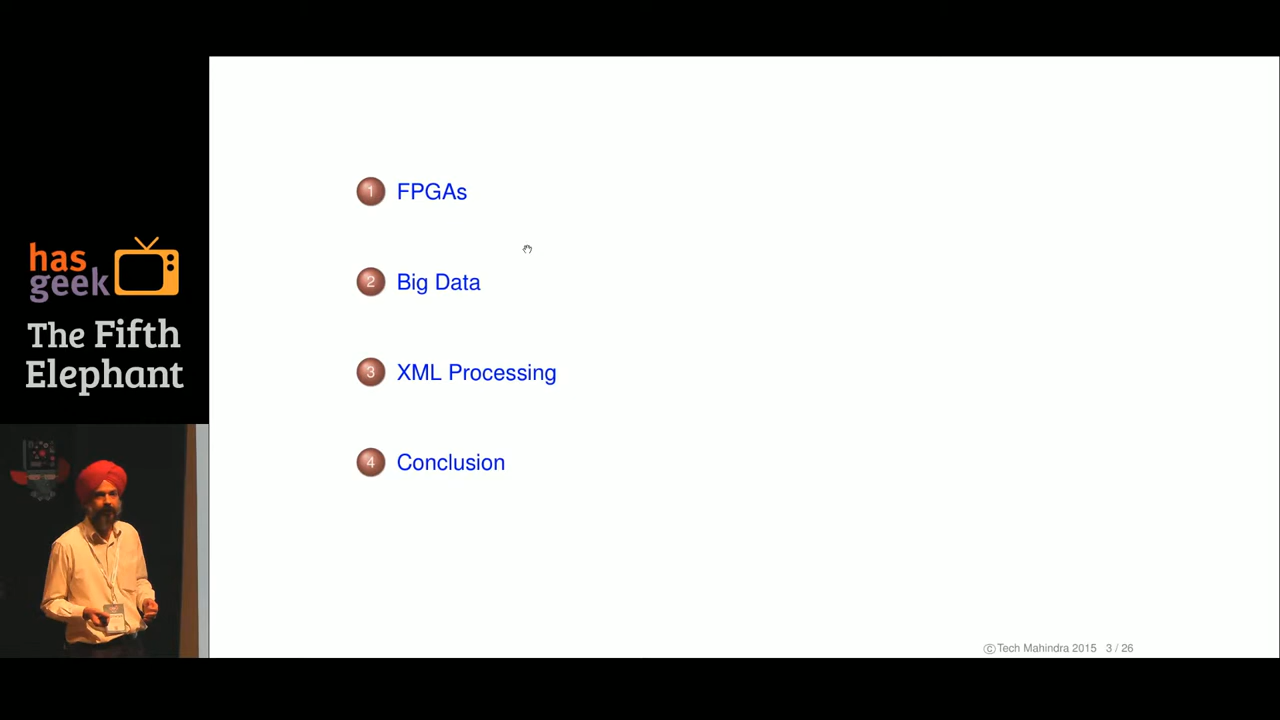 has
geek
The Fifth
Elephant
1 FPGAs
2 Big Data
3 XML Processing
4 Conclusion
©Tech Mahindra 2015 3 / 26